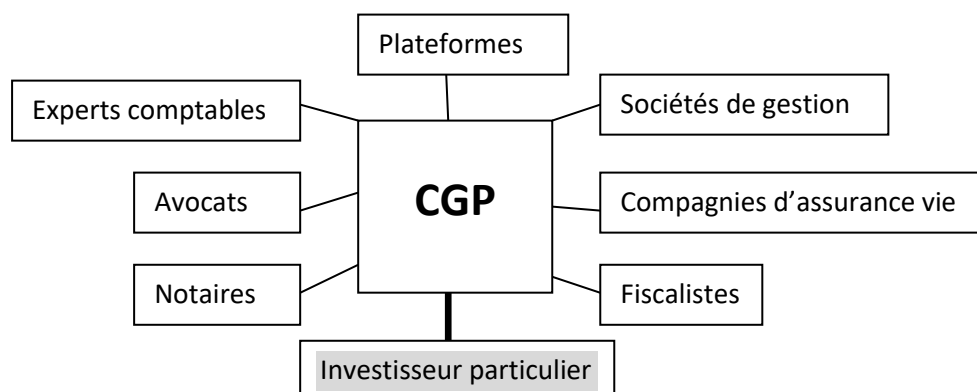 Plateformes
Experts comptables
Sociétés de gestion
CGP
Avocats
Compagnies d’assurance vie
Notaires
Fiscalistes
Investisseur particulier